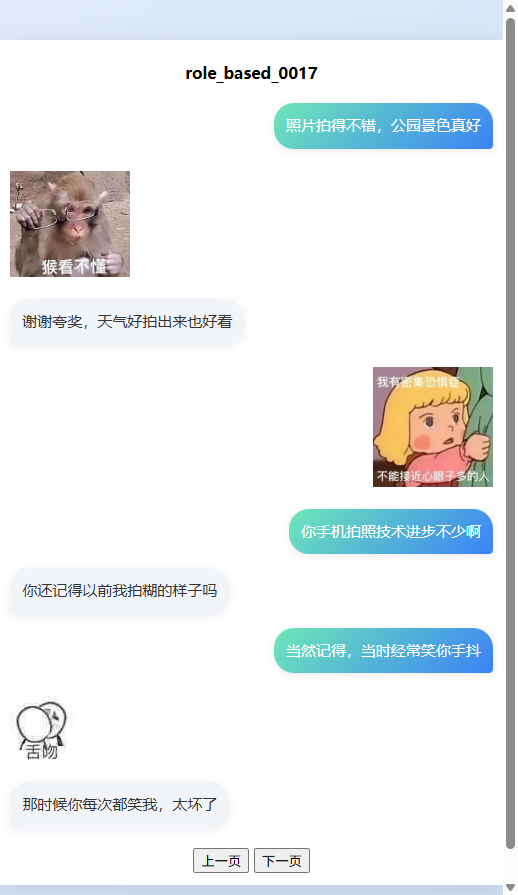 role_based_0017
照片拍得不错，公园景色真好
猴看不懂
谢谢夸奖，天气好拍出来也好看
我有密集恐惧症
不能接近心眼子多的人
你手机拍照技术进步不少啊
你还记得以前我拍糊的样子吗
当然记得，当时经常笑你手抖
舌吻
那时候你每次都笑我，太坏了
上一页 下一页